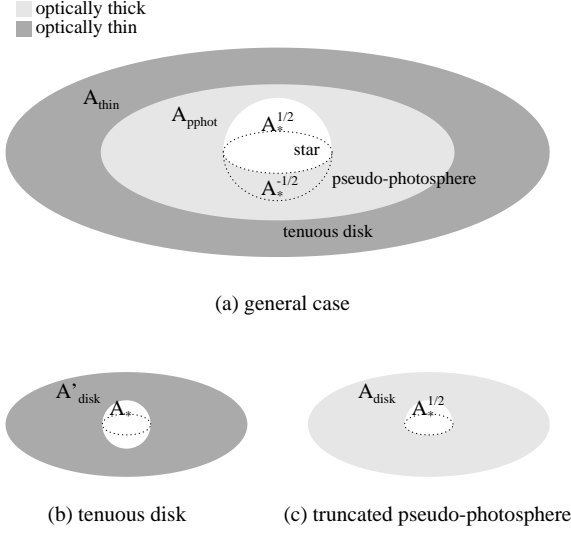 optically thick
optically thin
A_thin
A_pphot
A_*^1/2
star
A_*^-1/2
pseudo-photosphere
tenuous disk
(a) general case
A'_disk
A_*
A_disk
A_*^1/2
(b) tenuous disk
(c) truncated pseudo-photosphere